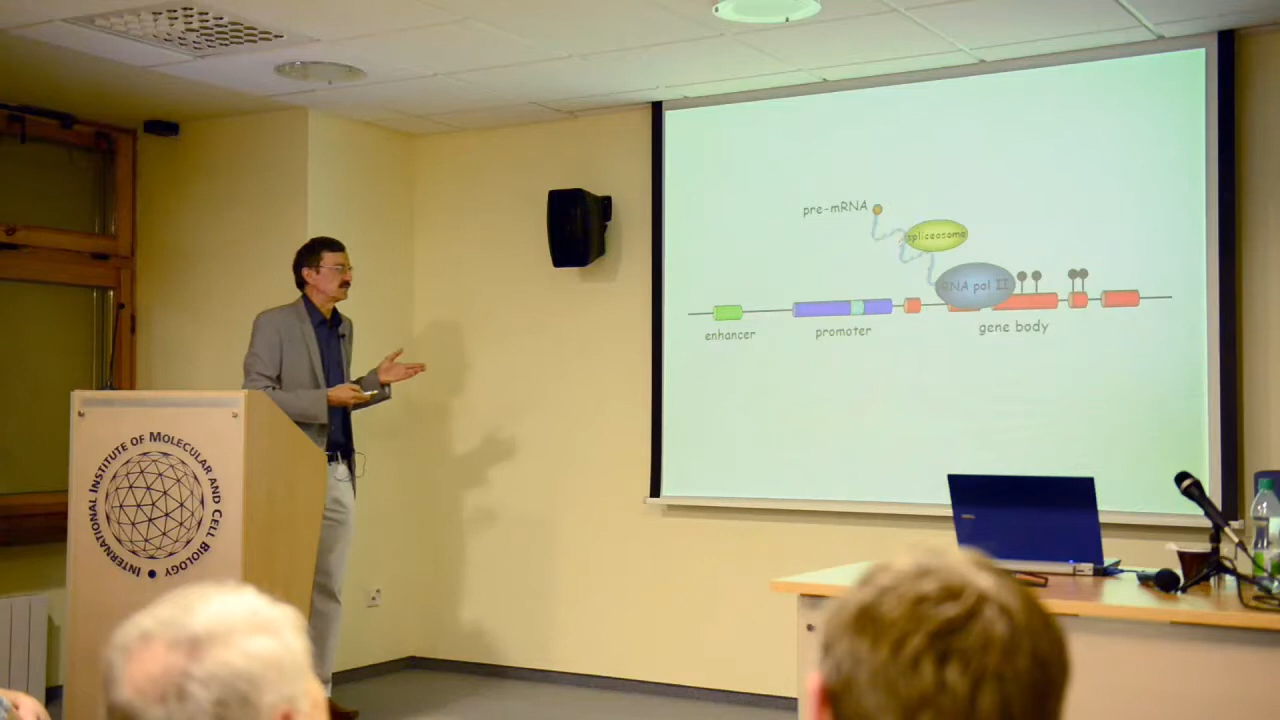 pre-mRNA
spliceosome
RNA pol II
enhancer
promoter
gene body
INTERNATIONAL INSTITUTE OF MOLECULAR AND CELL BIOLOGY